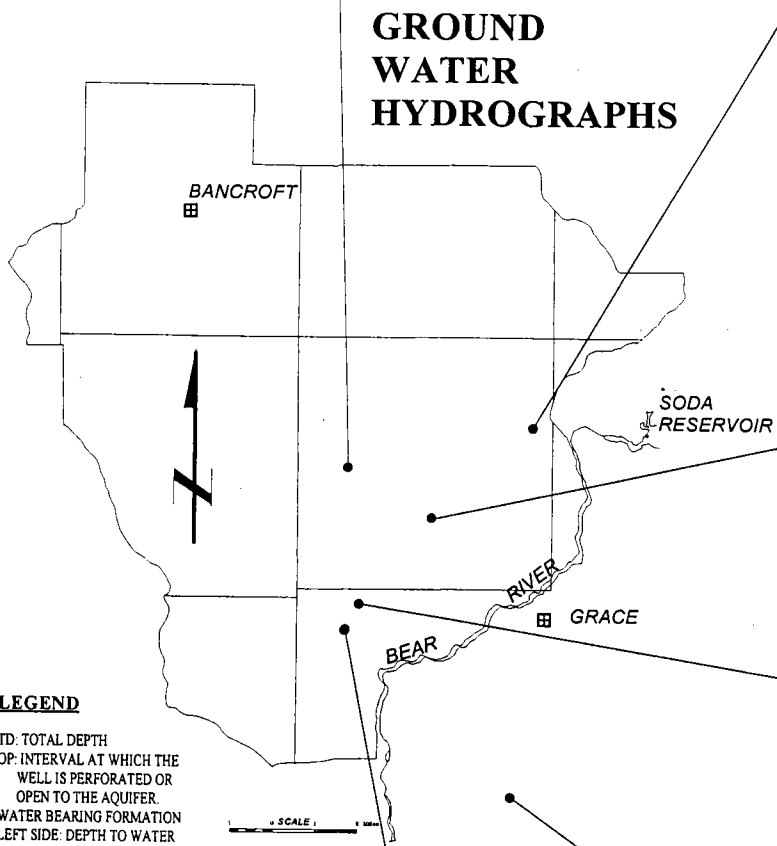 GROUND
WATER
HYDROGRAPHS
BANCROFT
SODA
RESERVOIR
RIVER
GRACE
BEAR
LEGEND
TD: TOTAL DEPTH
OP: INTERVAL AT WHICH THE
WELL IS PERFORATED OR
OPEN TO THE AQUIFER.
WATER BEARING FORMATION
LEFT SIDE: DEPTH TO WATER
SCALE